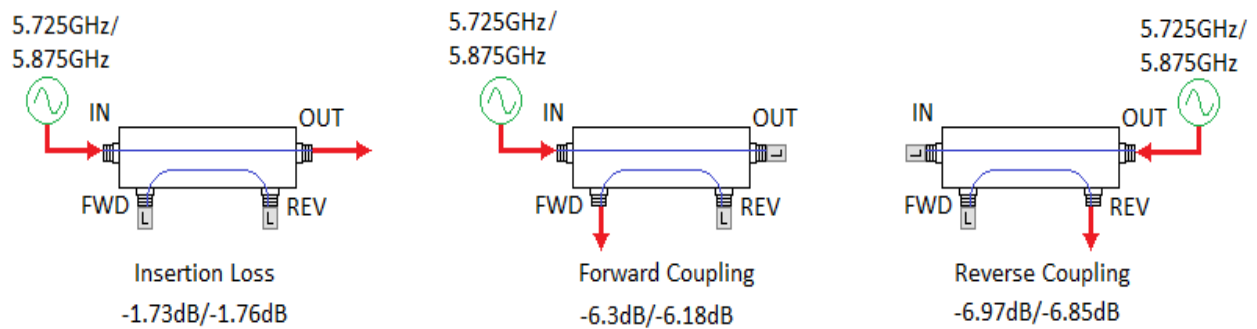 5.725GHz/
5.875GHz
IN
OUT
FWD
L
L
REV
Insertion Loss
-1.73dB/-1.76dB
5.725GHz/
5.875GHz
IN
OUT
L
FWD
L
REV
Forward Coupling
-6.3dB/-6.18dB
5.725GHz/
5.875GHz
IN
OUT
L
FWD
L
REV
Reverse Coupling
-6.97dB/-6.85dB